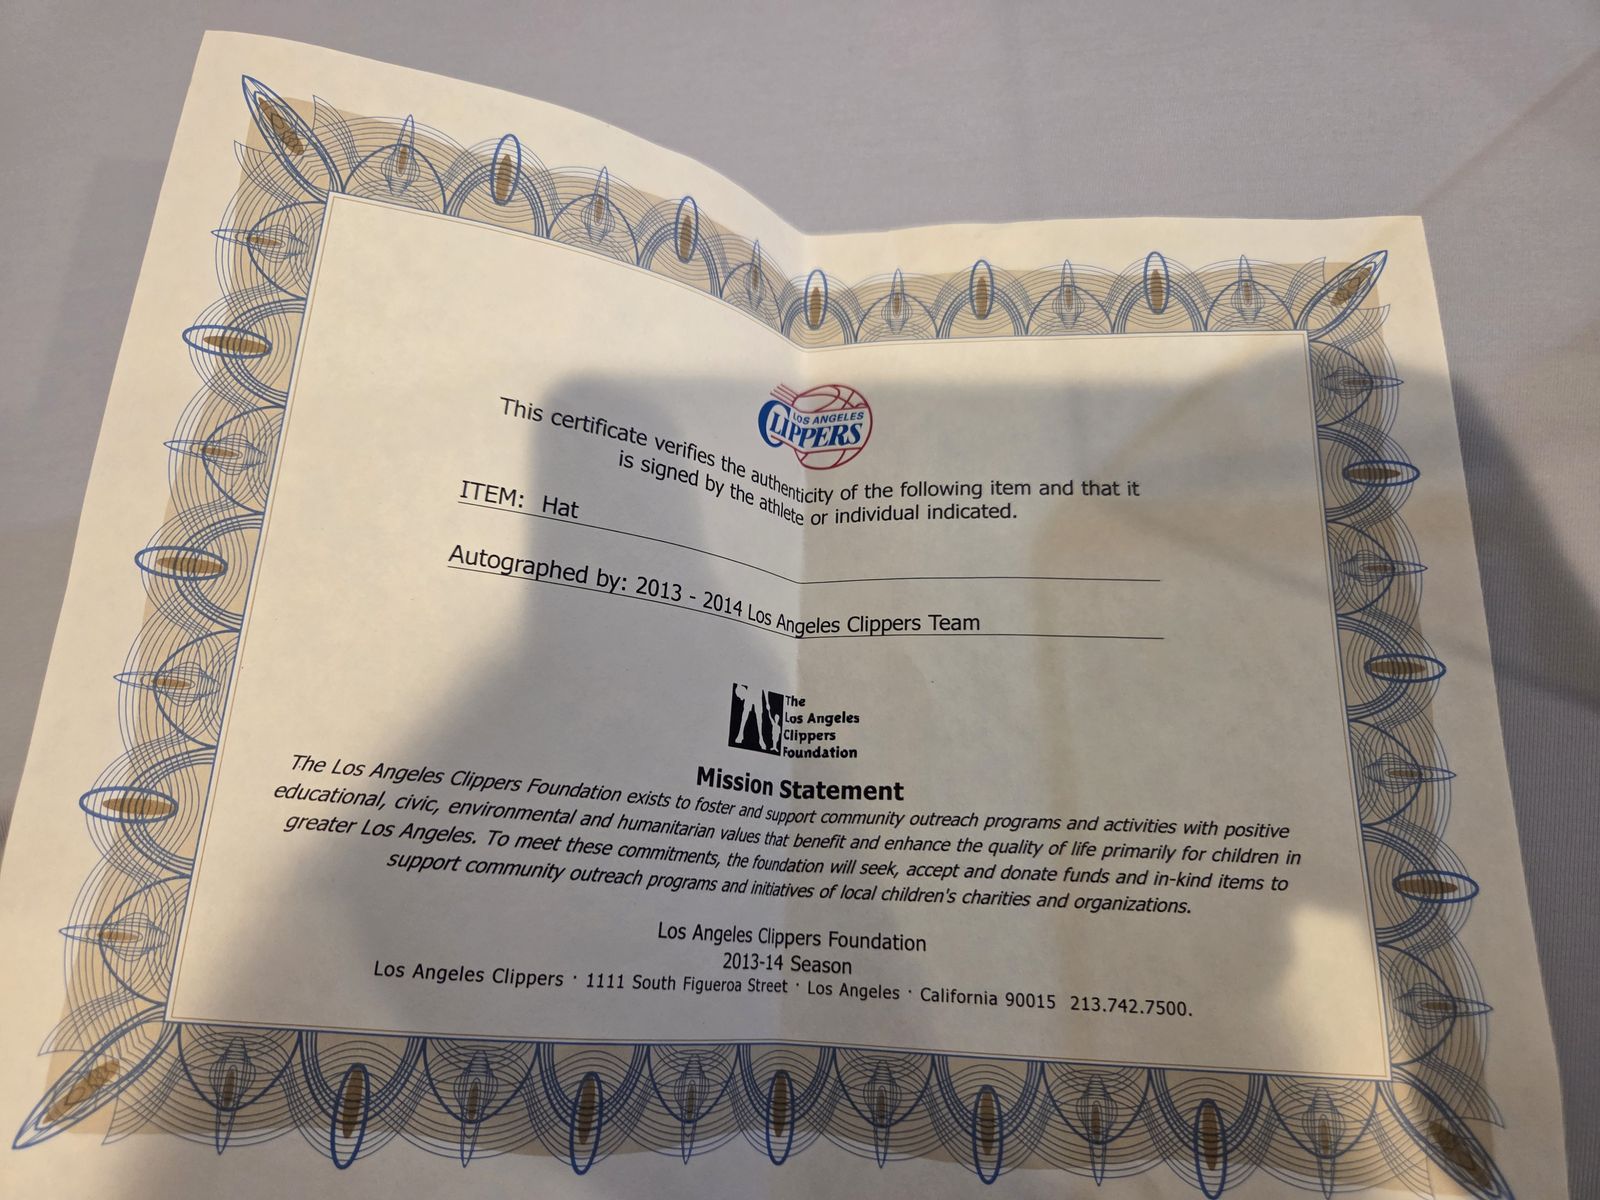 LOS ANGELES
CLIPPERS
This certificate verifies the authenticity of the following item and that it
is signed by the athlete or individual indicated.
ITEM: Hat
Autographed by: 2013 - 2014 Los Angeles Clippers Team
The
Los Angeles
Clippers
Foundation
Mission Statement
The Los Angeles Clippers Foundation exists to foster and support community outreach programs and activities with positive
educational, civic, environmental and humanitarian values that benefit and enhance the quality of life primarily for children in
greater Los Angeles. To meet these commitments, the foundation will seek, accept and donate funds and in-kind items to
support community outreach programs and initiatives of local children's charities and organizations.
Los Angeles Clippers Foundation
2013-14 Season
Los Angeles Clippers · 1111 South Figueroa Street · Los Angeles · California 90015 213.742.7500.